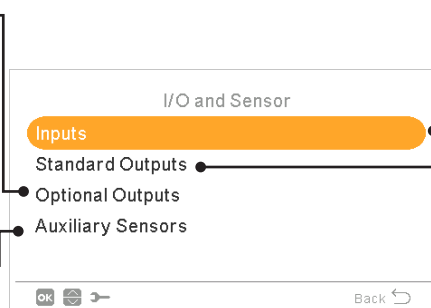 I/O and Sensor
Inputs
Standard Outputs
Optional Outputs
Auxiliary Sensors
OK Back